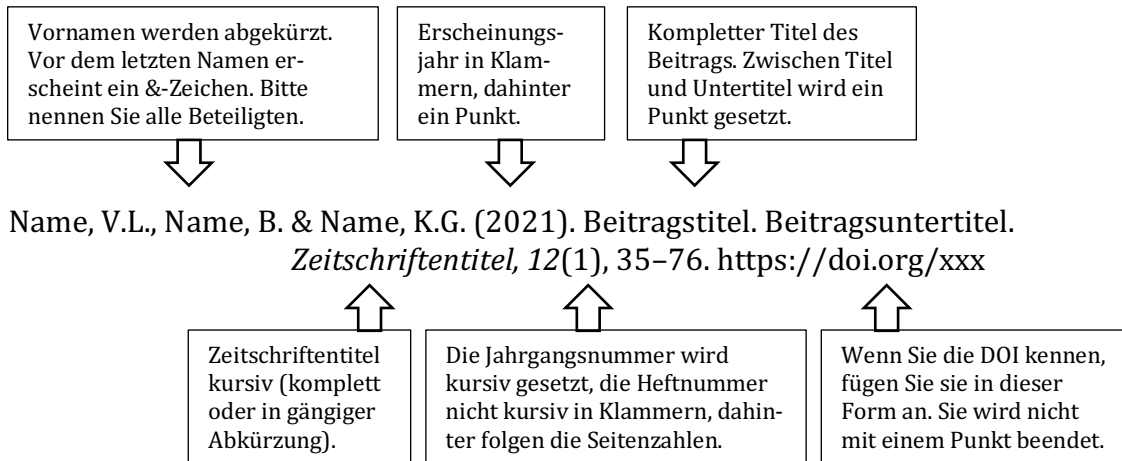 Vornamen werden abgekürzt.
Vor dem letzten Namen er-
scheint ein &-Zeichen. Bitte
nennen Sie alle Beteiligten.
Erscheinungs-
jahr in Klam-
mern, dahinter
ein Punkt.
Kompletter Titel des
Beitrags. Zwischen Titel
und Untertitel wird ein
Punkt gesetzt.
Name, V.L., Name, B. & Name, K.G. (2021). Beitragstitel. Beitragsuntertitel.
Zeitschriftentitel, 12(1), 35–76. https://doi.org/xxx
Zeitschriftentitel
kursiv (komplett
oder in gängiger
Abkürzung).
Die Jahrgangsnummer wird
kursiv gesetzt, die Heftnummer
nicht kursiv in Klammern, dahin-
ter folgen die Seitenzahlen.
Wenn Sie die DOI kennen,
fügen Sie sie in dieser
Form an. Sie wird nicht
mit einem Punkt beendet.